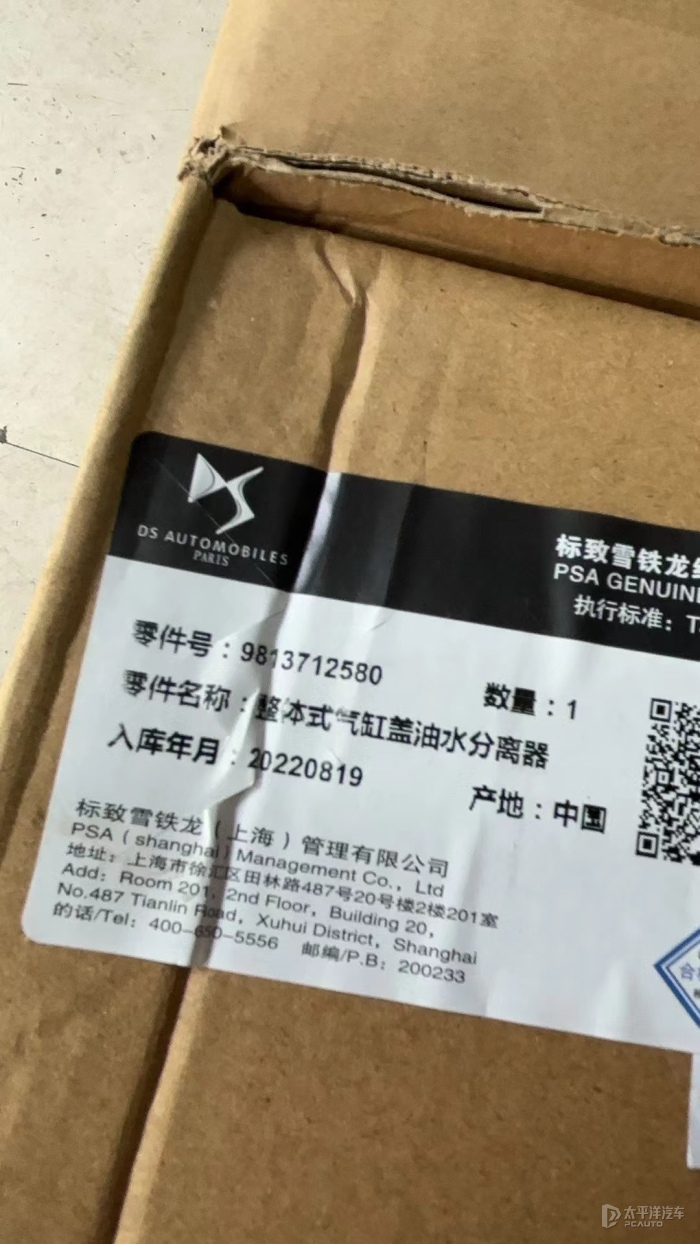 DS AUTOMOBILES
PARIS
标致雪铁龙
PSA GENUINE
执行标准：T
零件号：9813712580
数量：1
零件名称：整体式气缸盖油水分离器
入库年月：20220819
产地：中国
标致雪铁龙（上海）管理有限公司
PSA（shanghai）Management Co.，Ltd
地址：上海市徐汇区田林路487号20号楼2楼201室
Add：Room 201，2nd Floor，Building 20，
No.487 Tianlin Road，Xuhui District，Shanghai
的话/Tel：400-650-5556 邮编/P.B：200233
太平洋汽车
PCAUTO